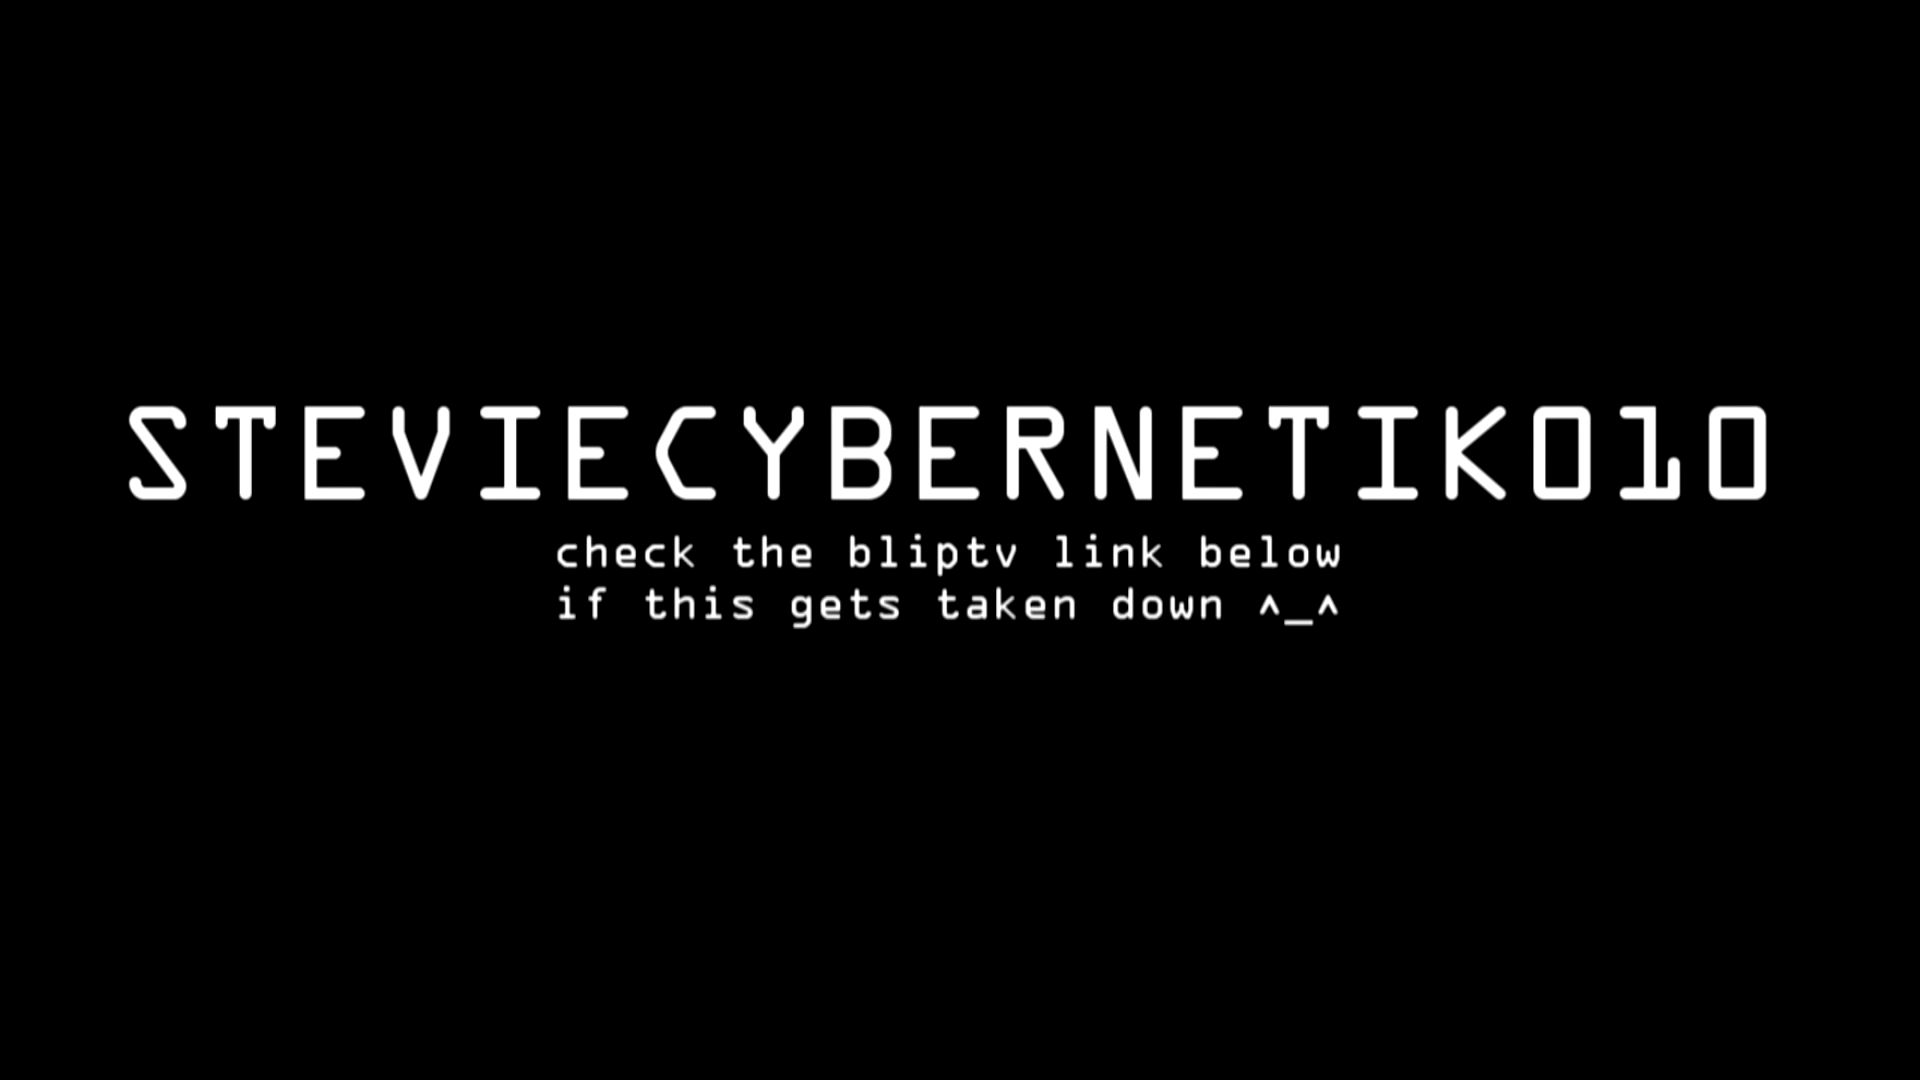 STEVIECYBERNETIK010
check the bliptv link below
if this gets taken down ^_^